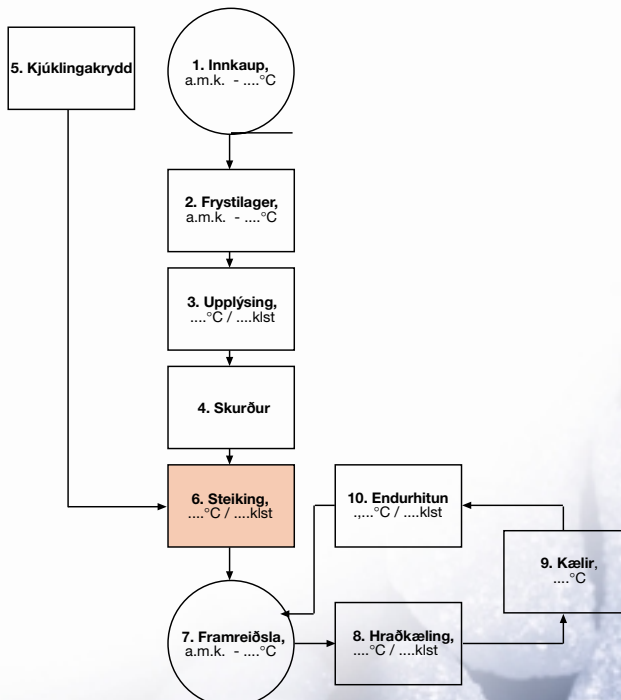 5. Kjúklingakrydd
1. Innkaup,
a.m.k. - ....°C
2. Frystilager,
a.m.k. - ....°C
3. Upplýsing,
....°C / ....klst
4. Skurður
6. Steiking,
....°C / ....klst
10. Endurhitun
.,...°C / ....klst
9. Kælir,
....°C
7. Framreiðsla,
a.m.k. - ....°C
8. Hraðkæling,
....°C / ....klst